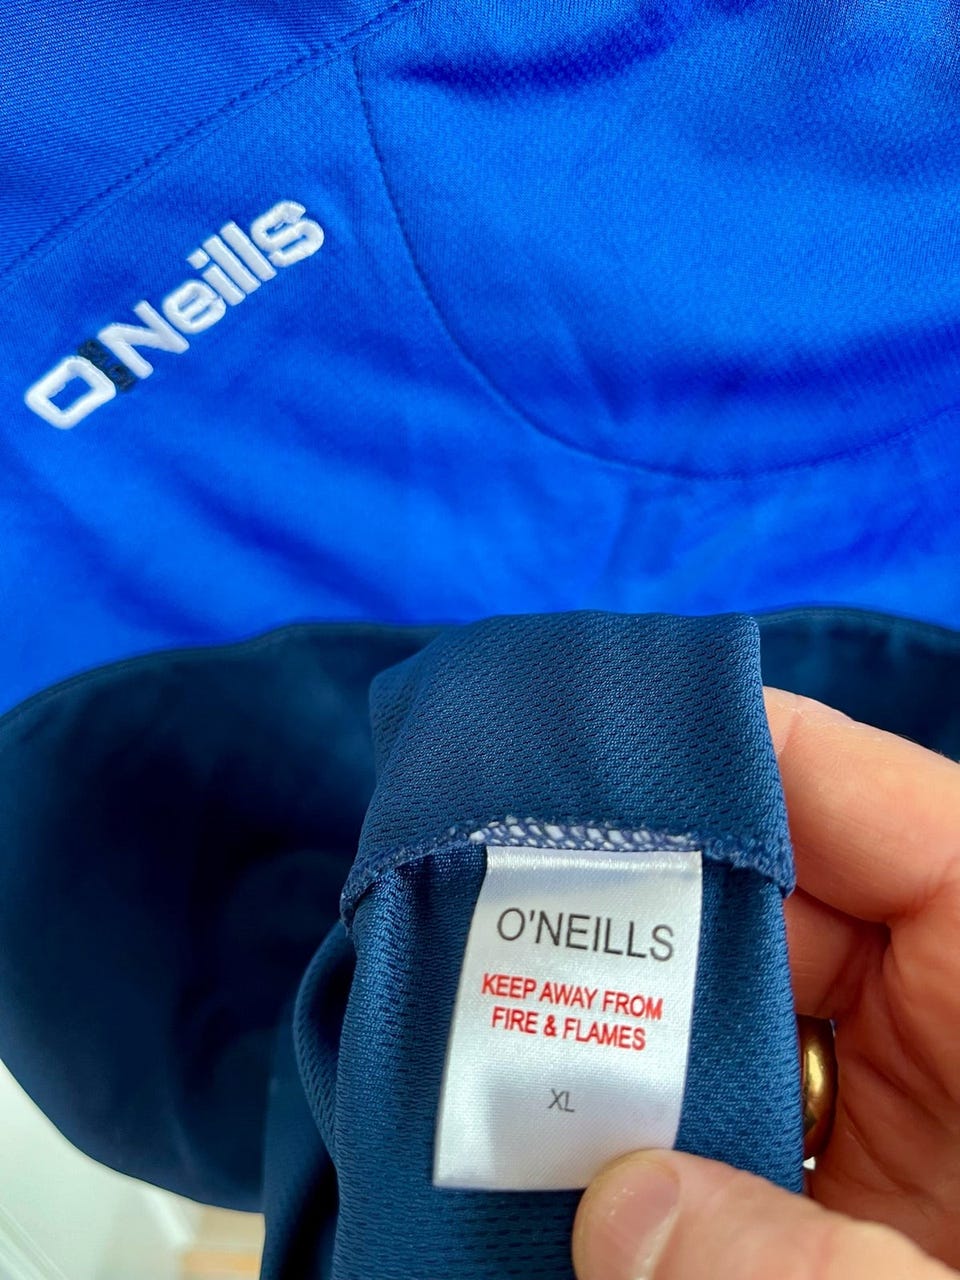 O'Neills
O'NEILLS
KEEP AWAY FROM
FIRE & FLAMES
XL